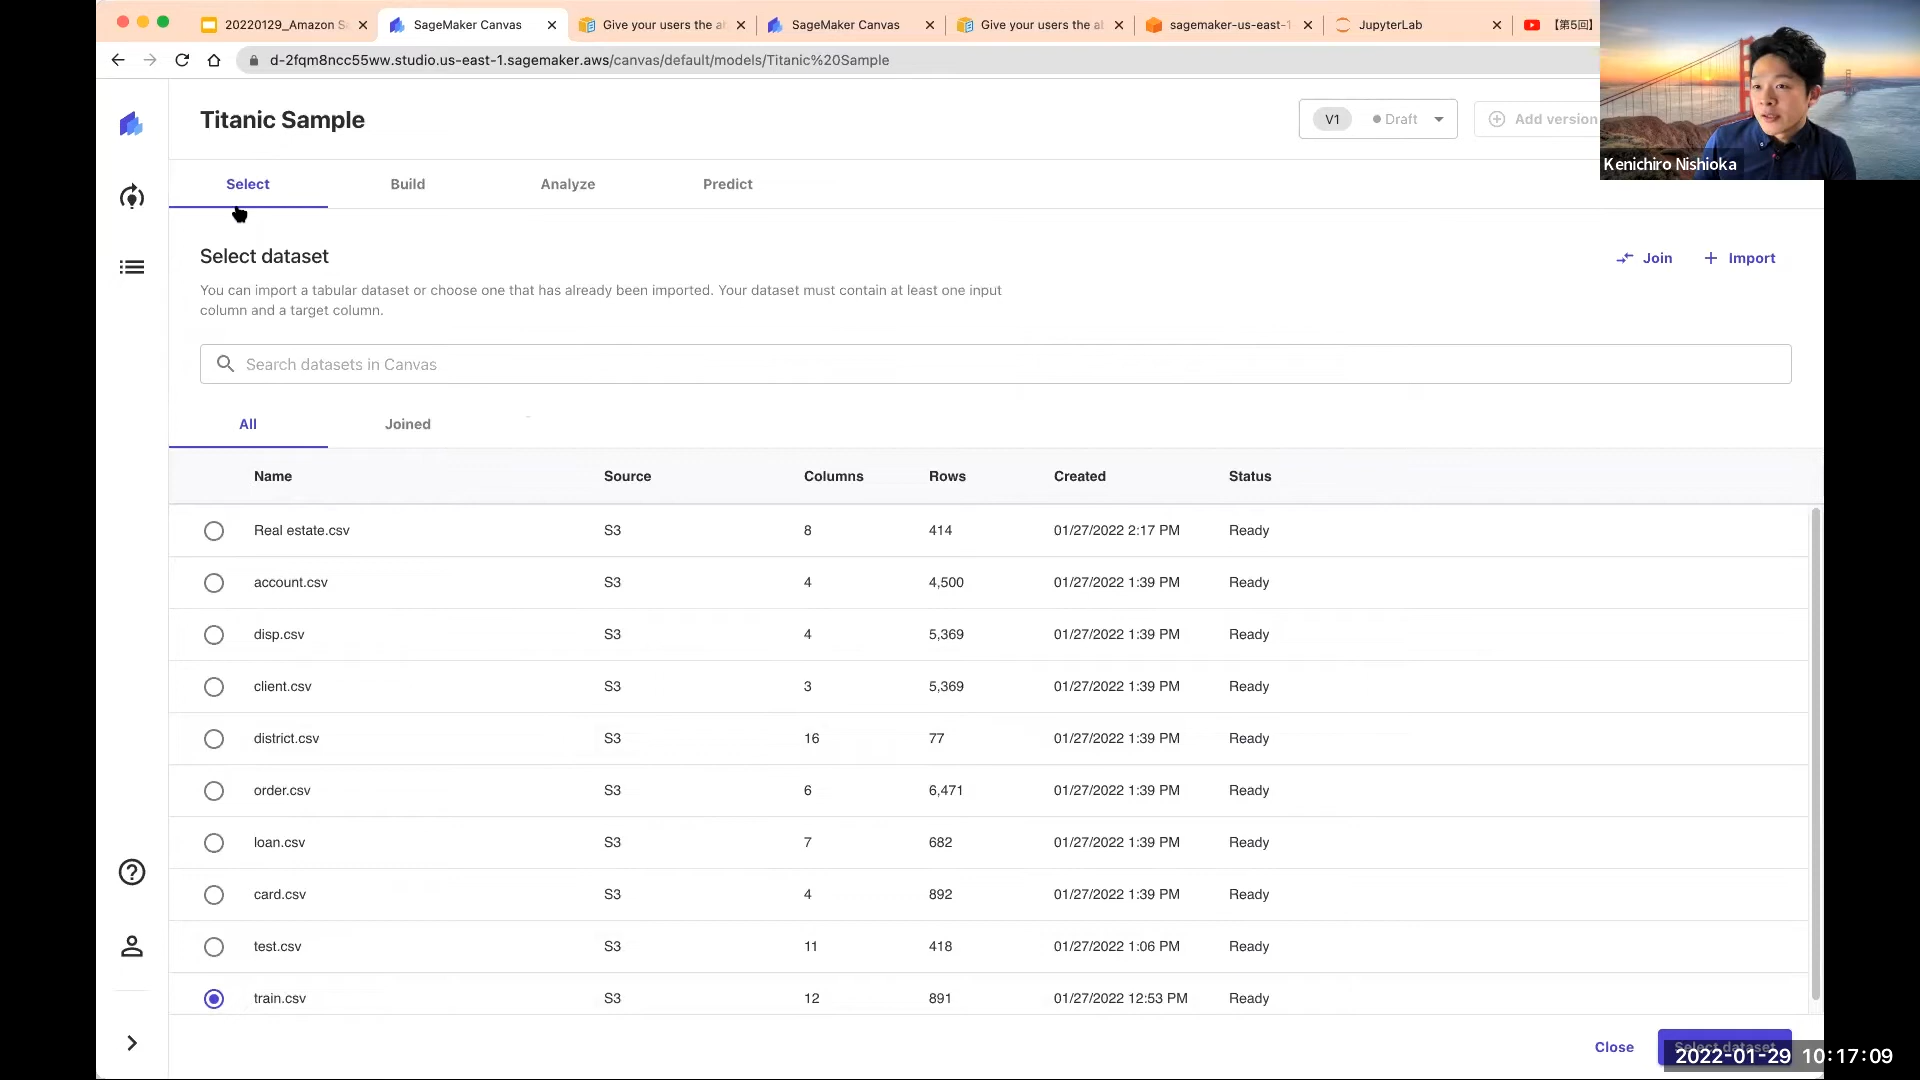 20220129_Amazon S
SageMaker Canvas
Give your users the a
SageMaker Canvas
Give your users the al
sagemaker-us-east-1
JupyterLab
【第5回】
d-2fqm8ncc55ww.studio.us-east-1.sagemaker.aws/canvas/default/models/Titanic%20Sample
Kenichiro Nishioka
Titanic Sample
V1 Draft
Add version
Select Build Analyze Predict
Select dataset
Join Import
You can import a tabular dataset or choose one that has already been imported. Your dataset must contain at least one input
column and a target column.
Search datasets in Canvas
All Joined
Name Source Columns Rows Created Status
Real estate.csv S3 8 414 01/27/2022 2:17 PM Ready
account.csv S3 4 4,500 01/27/2022 1:39 PM Ready
disp.csv S3 4 5,369 01/27/2022 1:39 PM Ready
client.csv S3 3 5,369 01/27/2022 1:39 PM Ready
district.csv S3 16 77 01/27/2022 1:39 PM Ready
order.csv S3 6 6,471 01/27/2022 1:39 PM Ready
loan.csv S3 7 682 01/27/2022 1:39 PM Ready
card.csv S3 4 892 01/27/2022 1:39 PM Ready
test.csv S3 11 418 01/27/2022 1:06 PM Ready
train.csv S3 12 891 01/27/2022 12:53 PM Ready
Close Select dataset
2022-01-29 10:17:09